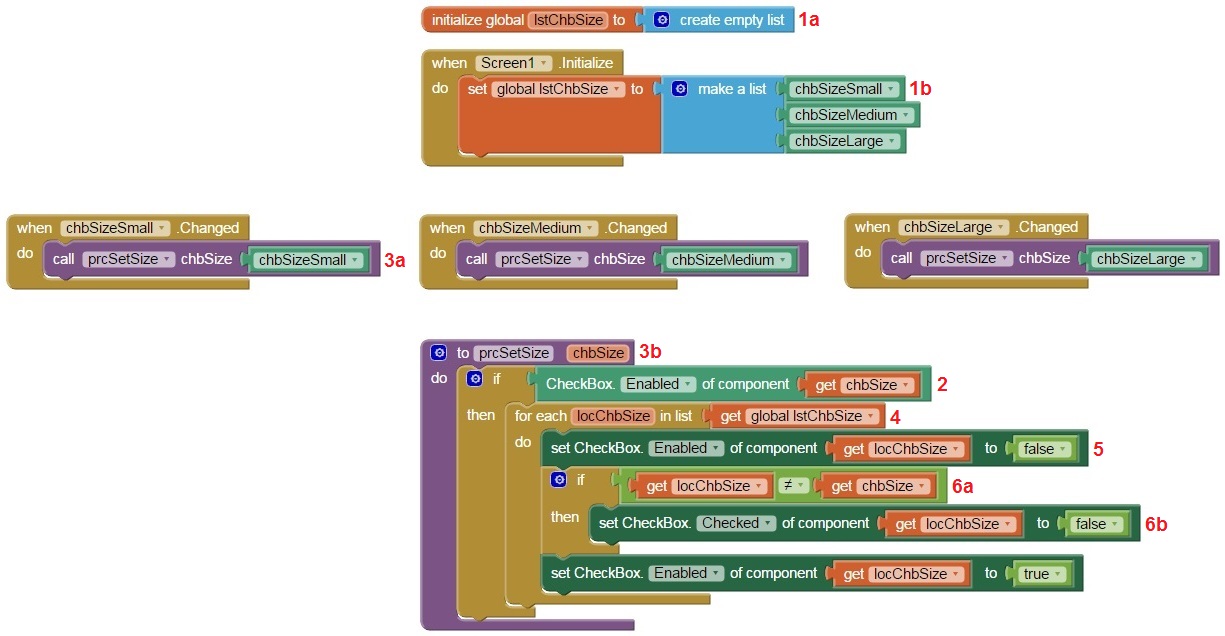 initialize global lstChbSize to create empty list 1a
when Screen1 .Initialize
do set global lstChbSize to make a list chbSizeSmall 1b
chbSizeMedium
chbSizeLarge
when chbSizeSmall .Changed
do call prcSetSize chbSize chbSizeSmall 3a
when chbSizeMedium .Changed
do call prcSetSize chbSize chbSizeMedium
when chbSizeLarge .Changed
do call prcSetSize chbSize chbSizeLarge
to prcSetSize chbSize 3b
do if CheckBox. Enabled of component get chbSize 2
then for each locChbSize in list get global lstChbSize 4
do set CheckBox. Enabled of component get locChbSize to false 5
if get locChbSize ≠ get chbSize 6a
then set CheckBox. Checked of component get locChbSize to false 6b
set CheckBox. Enabled of component get locChbSize to true